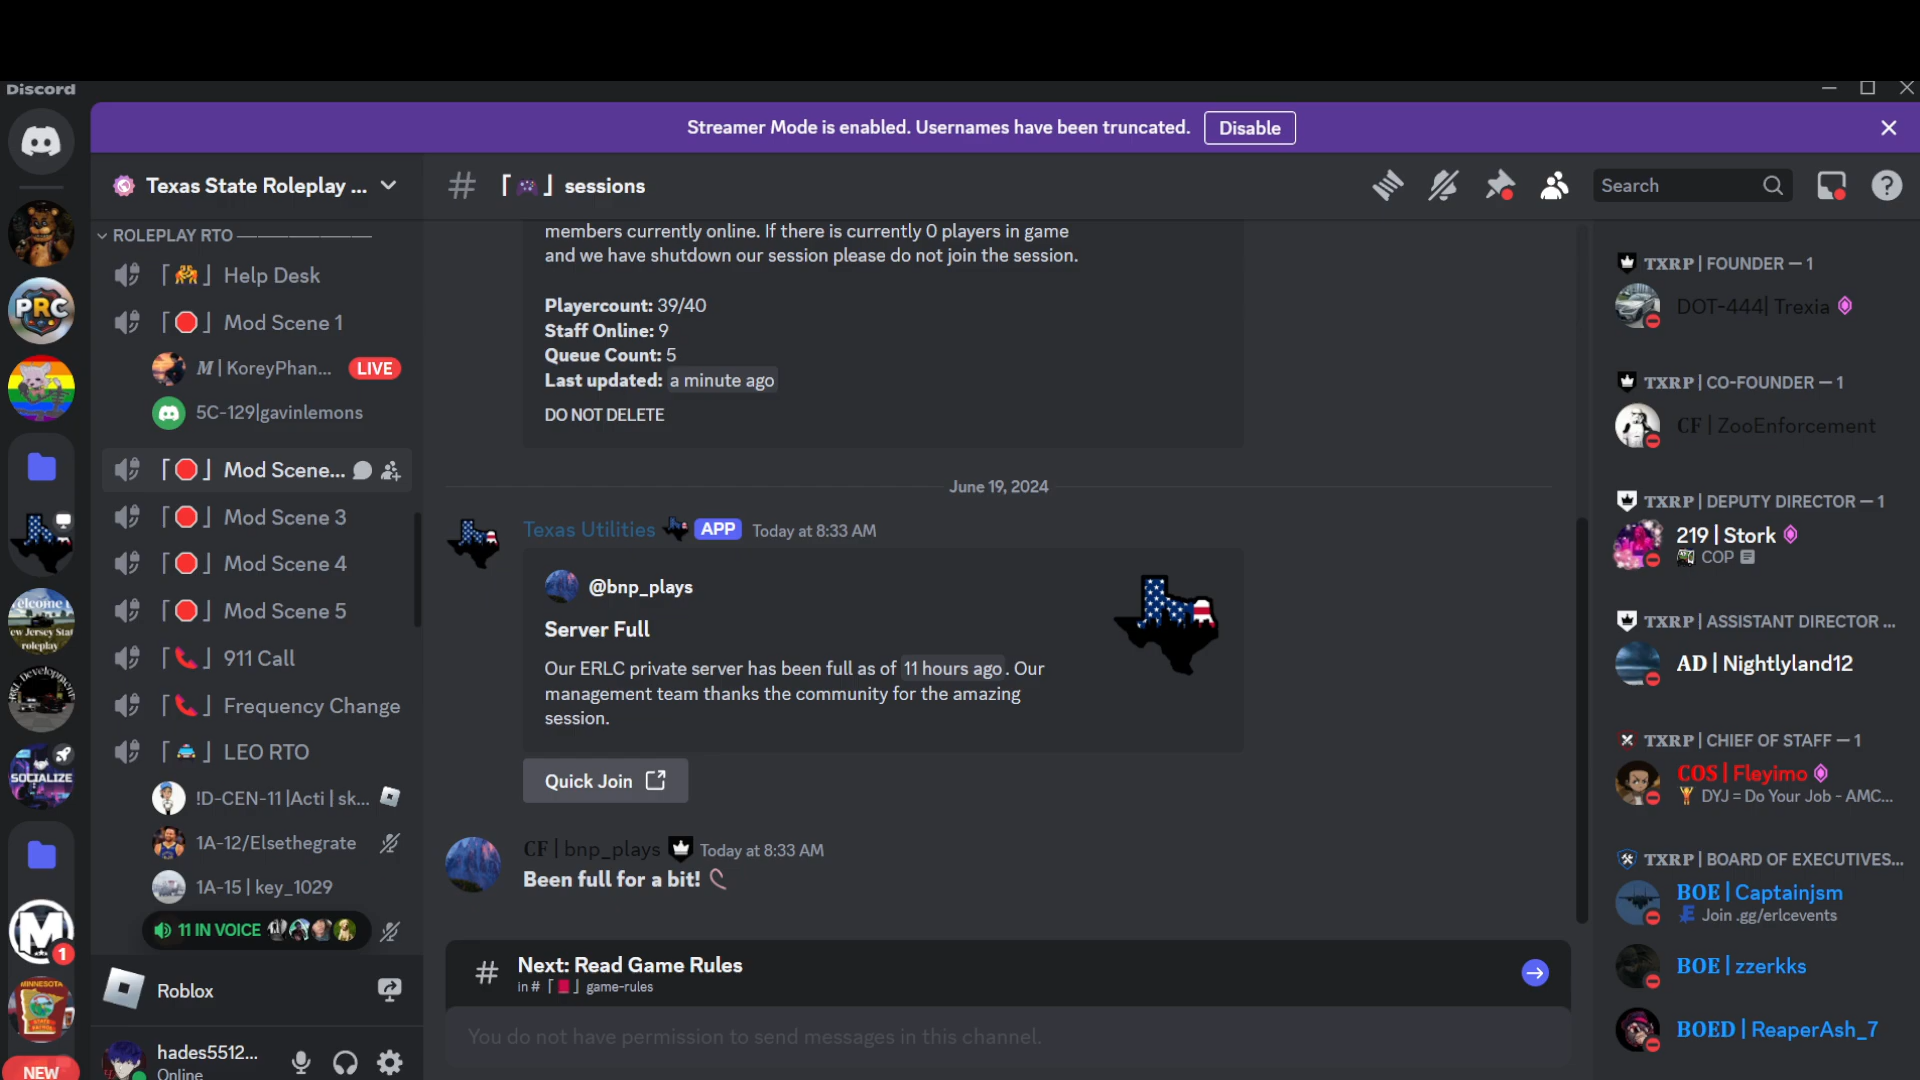 Discord
Streamer Mode is enabled. Usernames have been truncated.
Disable
Texas State Roleplay ...
ROLEPLAY RTO ——————
「 」 Help Desk
「 」 Mod Scene 1
M | KoreyPhan...
LIVE
5C-129|gavinlemons
「 」 Mod Scene...
「 」 Mod Scene 3
「 」 Mod Scene 4
「 」 Mod Scene 5
「 」 911 Call
「 」 Frequency Change
「 」 LEO RTO
!D-CEN-11 |Acti | sk...
1A-12/Elsethegrate
1A-15 | key_1029
11 IN VOICE
Roblox
hades5512...
Online
PRC
SOCIALIZE
M
1
MINNESOTA
NEW
# 「 」 sessions
Search
members currently online. If there is currently 0 players in game
and we have shutdown our session please do not join the session.
Playercount: 39/40
Staff Online: 9
Queue Count: 5
Last updated: a minute ago
DO NOT DELETE
June 19, 2024
Texas Utilities
APP
Today at 8:33 AM
@bnp_plays
Server Full
Our ERLC private server has been full as of 11 hours ago. Our
management team thanks the community for the amazing
session.
Quick Join
CF | bnp_plays
Today at 8:33 AM
Been full for a bit!
# Next: Read Game Rules
in # 「 」 game-rules
You do not have permission to send messages in this channel.
TXRP | FOUNDER — 1
DOT-444| Trexia
TXRP | CO-FOUNDER — 1
CF | ZooEnforcement
TXRP | DEPUTY DIRECTOR — 1
219 | Stork
COP
TXRP | ASSISTANT DIRECTOR ...
AD | Nightlyland12
TXRP | CHIEF OF STAFF — 1
COS | Fleyimo
DYJ = Do Your Job - AMC...
TXRP | BOARD OF EXECUTIVES...
BOE | Captainjsm
Join .gg/erlcevents
BOE | zzerkks
BOED | ReaperAsh_7